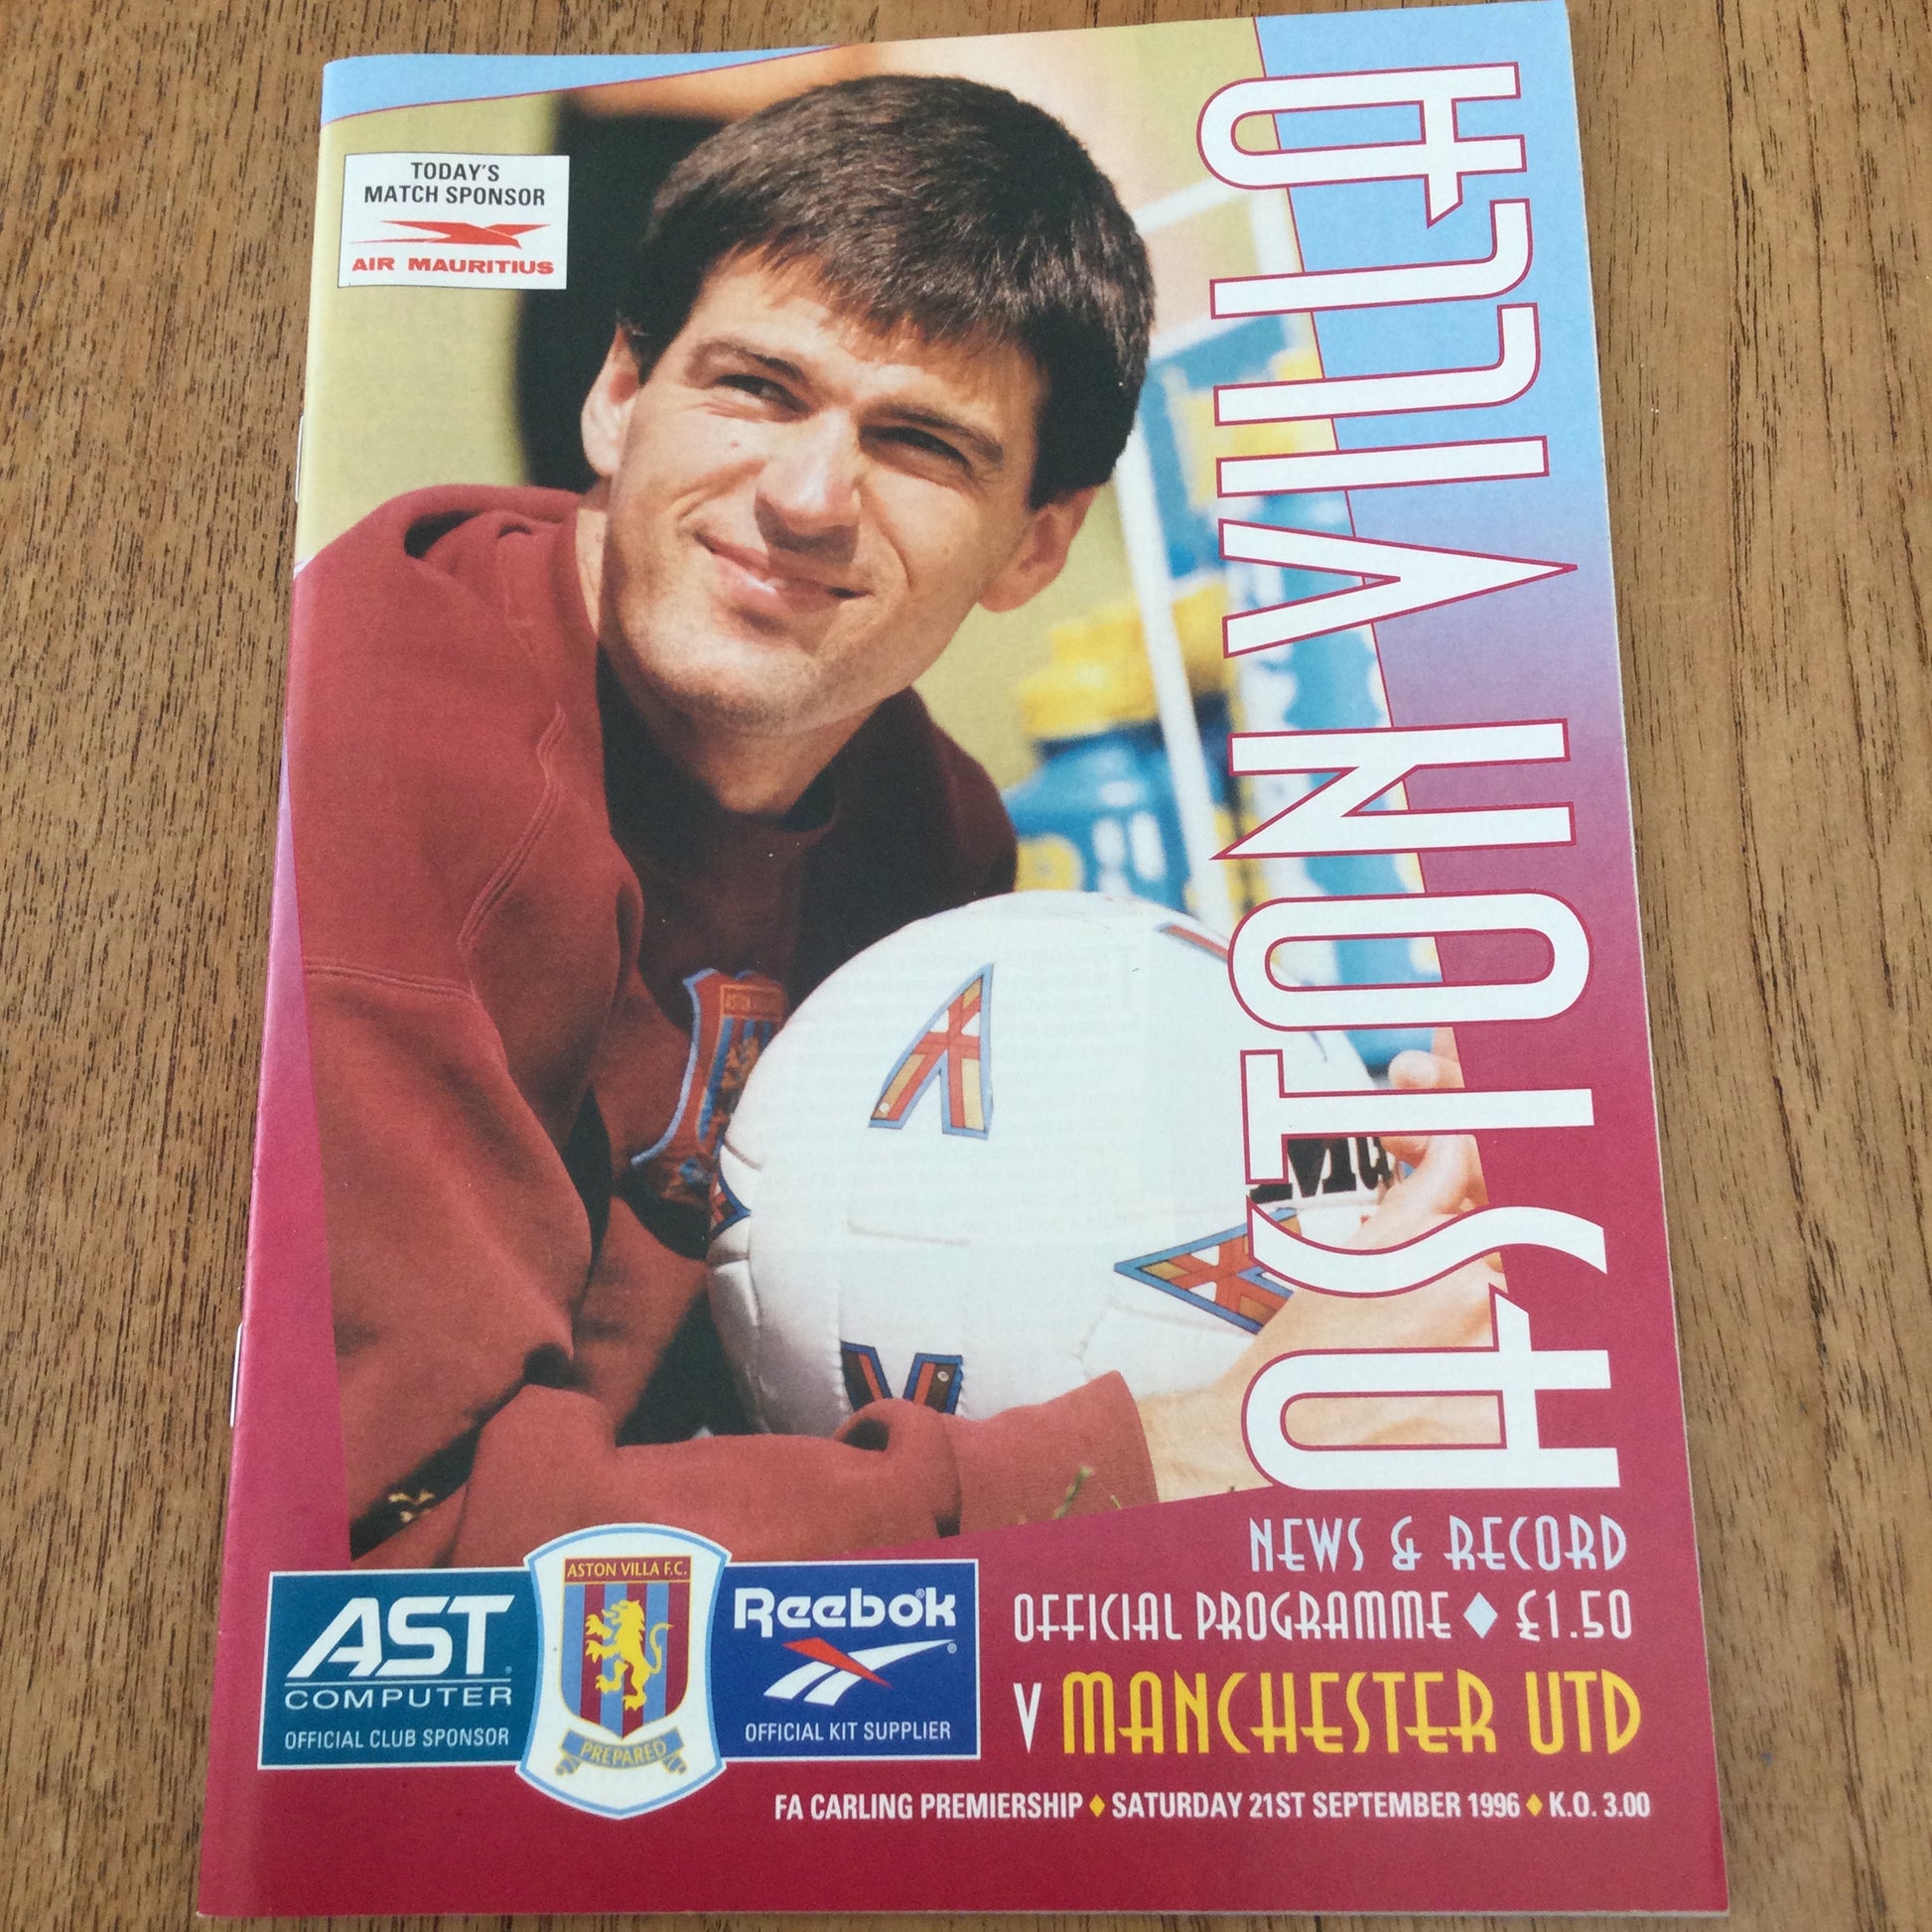 TODAY'S
MATCH SPONSOR
AIR MAURITIUS
ASTON VILLA
NEWS & RECORD
OFFICIAL PROGRAMME ♦ £1.50
V MANCHESTER UTD
FA CARLING PREMIERSHIP ♦ SATURDAY 21ST SEPTEMBER 1996 ♦ K.O. 3.00
AST
COMPUTER
OFFICIAL CLUB SPONSOR
ASTON VILLA F.C.
PREPARED
Reebok
OFFICIAL KIT SUPPLIER